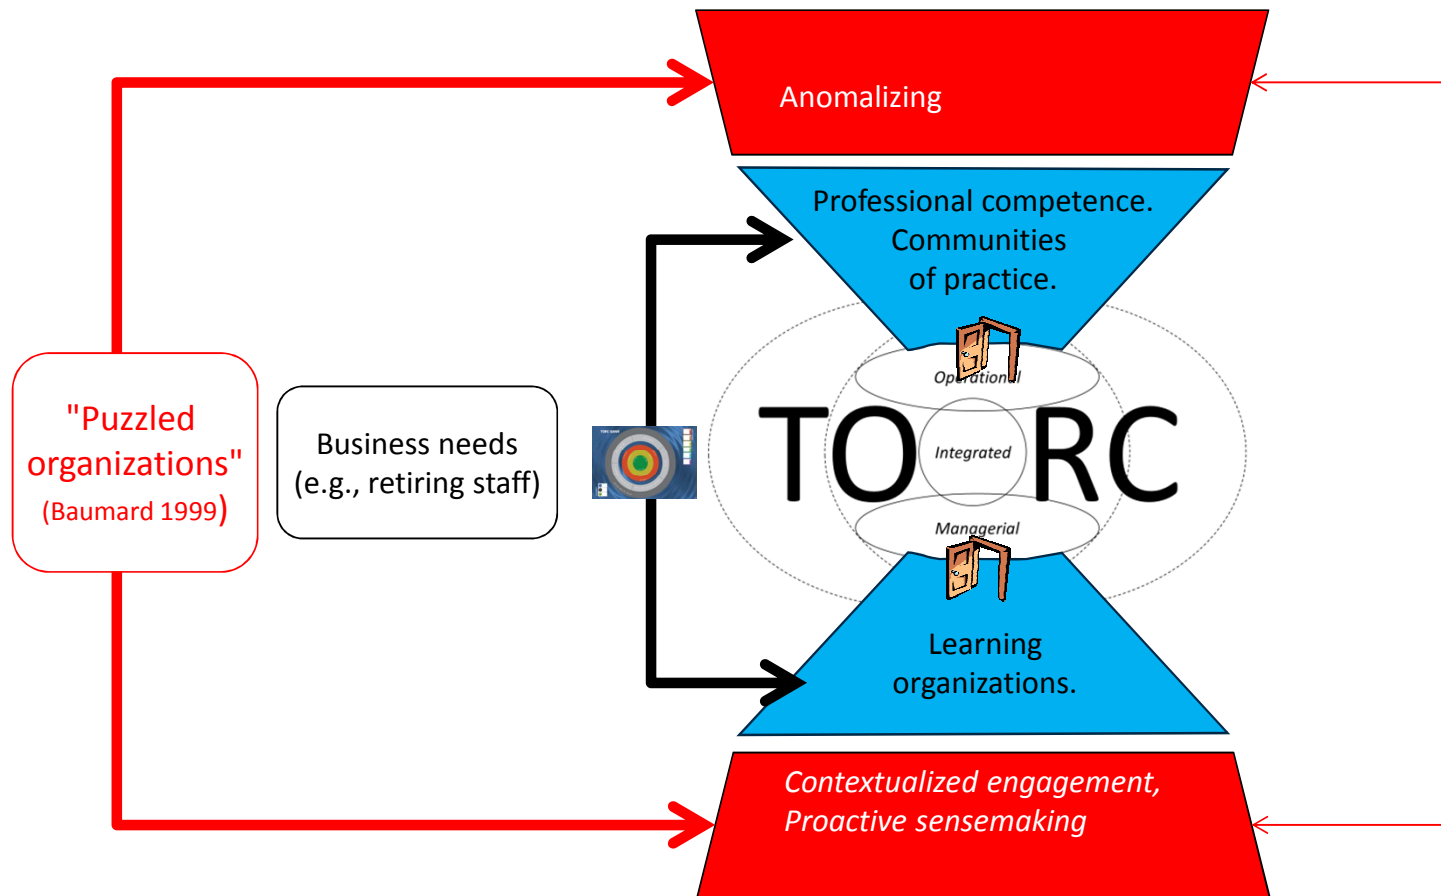 Anomalizing
Professional competence.
Communities
of practice.
"Puzzled
organizations"
(Baumard 1999)
Business needs
(e.g., retiring staff)
Operational
TO RC
Integrated
Managerial
Learning
organizations.
Contextualized engagement,
Proactive sensemaking